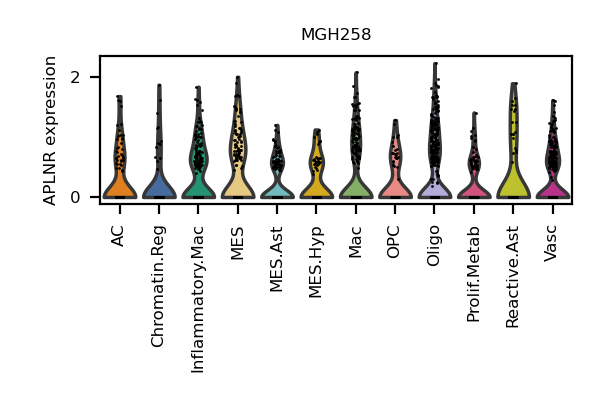 MGH258
APLNR expression
2
0
AC
Chromatin.Reg
Inflammatory.Mac
MES
MES.Ast
MES.Hyp
Mac
OPC
Oligo
Prolif.Metab
Reactive.Ast
Vasc